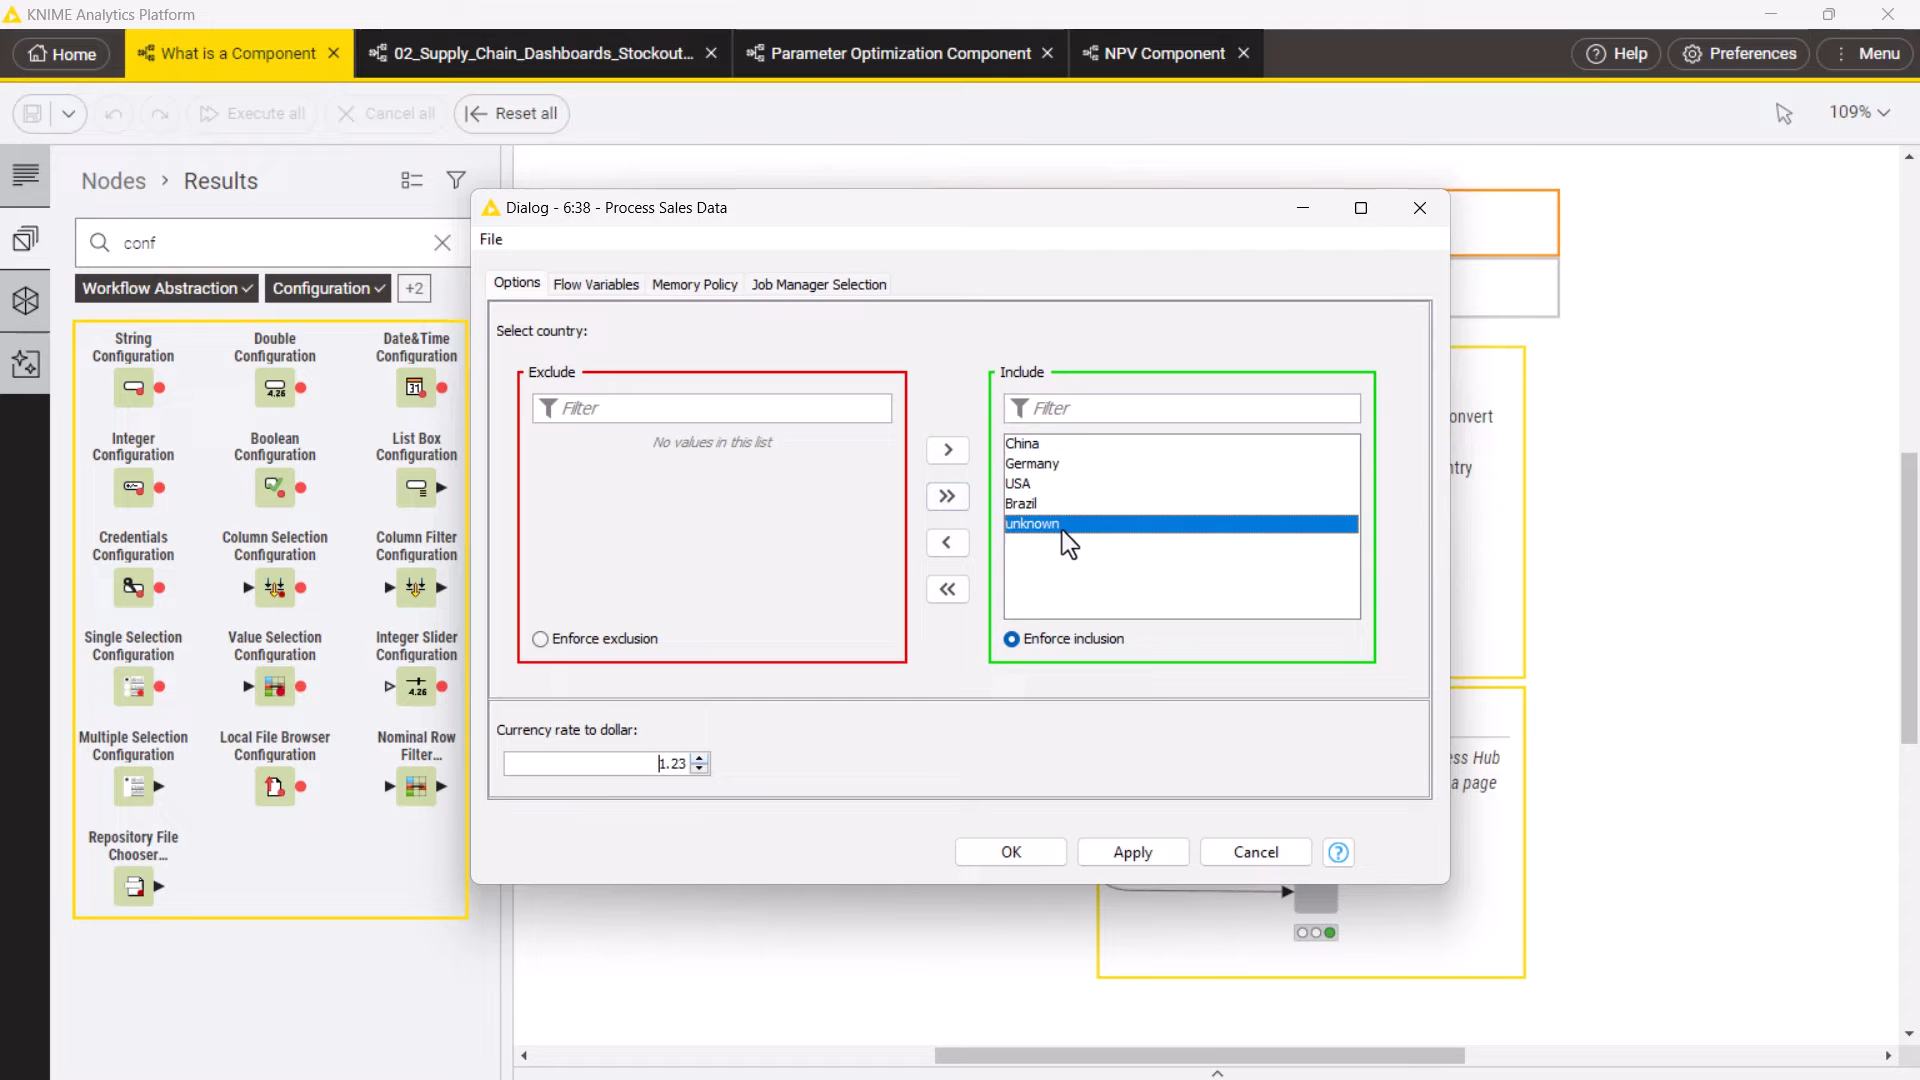 KNIME Analytics Platform
Home
What is a Component
02_Supply_Chain_Dashboards_Stockout...
Parameter Optimization Component
NPV Component
Help
Preferences
Menu
Execute all
Cancel all
Reset all
109%
Nodes > Results
conf
Workflow Abstraction
Configuration
+2
String
Configuration
Double
Configuration
Date&Time
Configuration
Integer
Configuration
Boolean
Configuration
List Box
Configuration
Credentials
Configuration
Column Selection
Configuration
Column Filter
Configuration
Single Selection
Configuration
Value Selection
Configuration
Integer Slider
Configuration
Multiple Selection
Configuration
Local File Browser
Configuration
Nominal Row
Filter...
Repository File
Chooser...
Dialog - 6:38 - Process Sales Data
File
Options
Flow Variables
Memory Policy
Job Manager Selection
Select country:
Exclude
Filter
No values in this list
Enforce exclusion
Include
Filter
China
Germany
USA
Brazil
unknown
Enforce inclusion
Currency rate to dollar:
1.23
OK
Apply
Cancel
onvert
ntry
ess Hub
a page